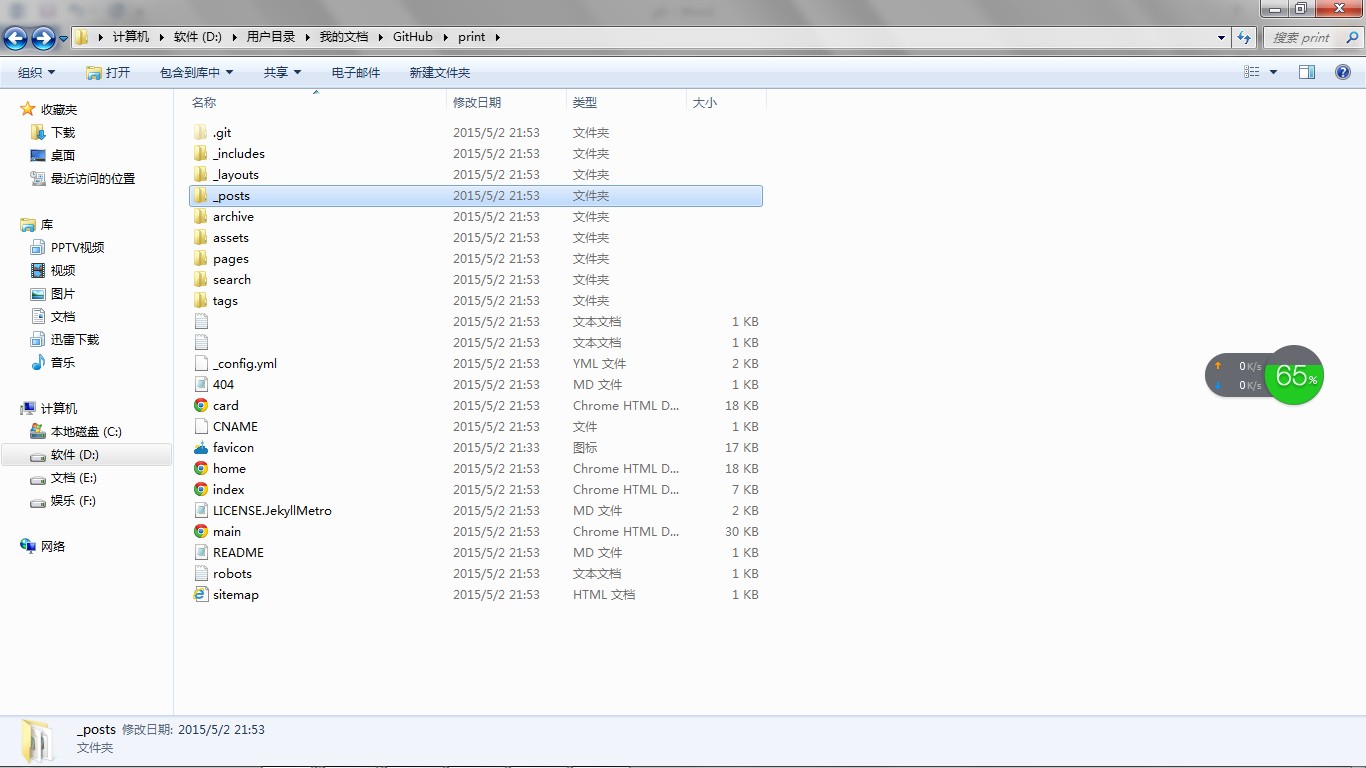 计算机 软件 (D:) 用户目录 我的文档 GitHub print 搜索 print
组织 打开 包含到库中 共享 电子邮件 新建文件夹
收藏夹
下载
桌面
最近访问的位置
库
PPTV视频
视频
图片
文档
迅雷下载
音乐
计算机
本地磁盘 (C:)
软件 (D:)
文档 (E:)
娱乐 (F:)
网络
名称 修改日期 类型 大小
.git 2015/5/2 21:53 文件夹
_includes 2015/5/2 21:53 文件夹
_layouts 2015/5/2 21:53 文件夹
_posts 2015/5/2 21:53 文件夹
archive 2015/5/2 21:53 文件夹
assets 2015/5/2 21:53 文件夹
pages 2015/5/2 21:53 文件夹
search 2015/5/2 21:53 文件夹
tags 2015/5/2 21:53 文件夹
2015/5/2 21:53 文本文档 1 KB
2015/5/2 21:53 文本文档 1 KB
_config.yml 2015/5/2 21:53 YML 文件 2 KB
404 2015/5/2 21:53 MD 文件 1 KB
card 2015/5/2 21:53 Chrome HTML D... 18 KB
CNAME 2015/5/2 21:53 文件 1 KB
favicon 2015/5/2 21:33 图标 17 KB
home 2015/5/2 21:53 Chrome HTML D... 18 KB
index 2015/5/2 21:53 Chrome HTML D... 7 KB
LICENSE.JekyllMetro 2015/5/2 21:53 MD 文件 2 KB
main 2015/5/2 21:53 Chrome HTML D... 30 KB
README 2015/5/2 21:53 MD 文件 1 KB
robots 2015/5/2 21:53 文本文档 1 KB
sitemap 2015/5/2 21:53 HTML 文档 1 KB
0K/s
0K/s
65%
_posts 修改日期: 2015/5/2 21:53
文件夹